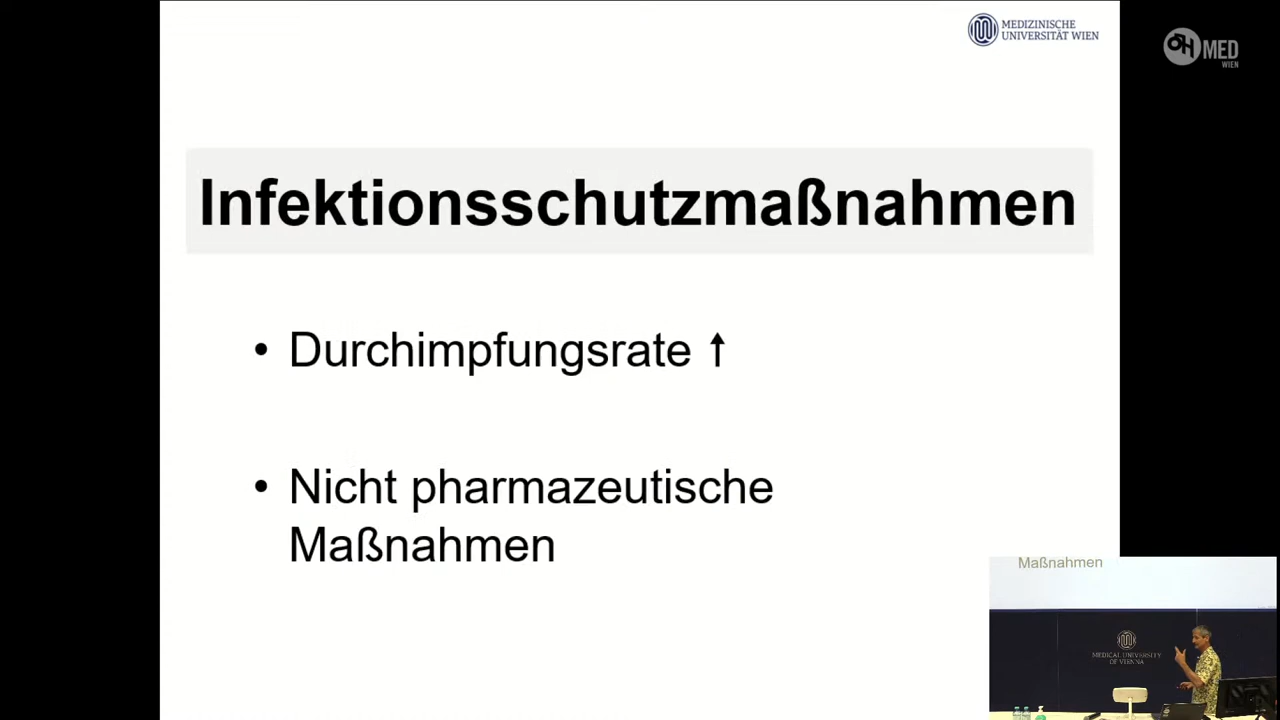 MEDIZINISCHE
UNIVERSITÄT WIEN
ÖH MED
WIEN
Infektionsschutzmaßnahmen
• Durchimpfungsrate ↑
• Nicht pharmazeutische
Maßnahmen
Maßnahmen
MEDICAL UNIVERSITY
OF VIENNA